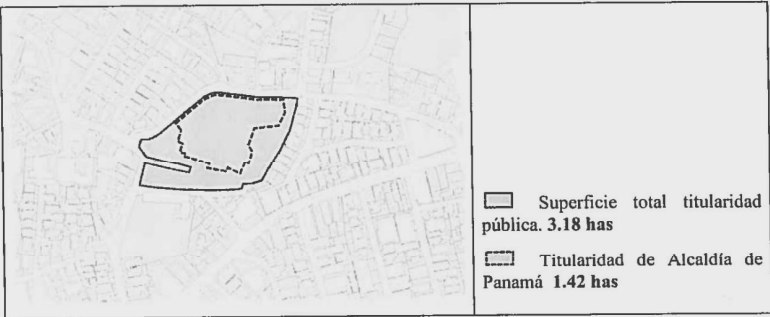 Superficie total titularidad
pública. 3.18 has
Titularidad de Alcaldía de
Panamá 1.42 has